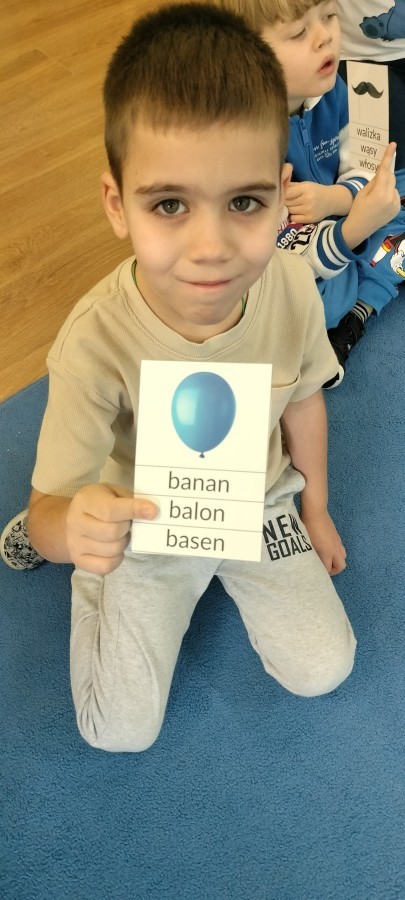 walizka
wąsy
włosy
banan
balon
basen
NEW
GOALS